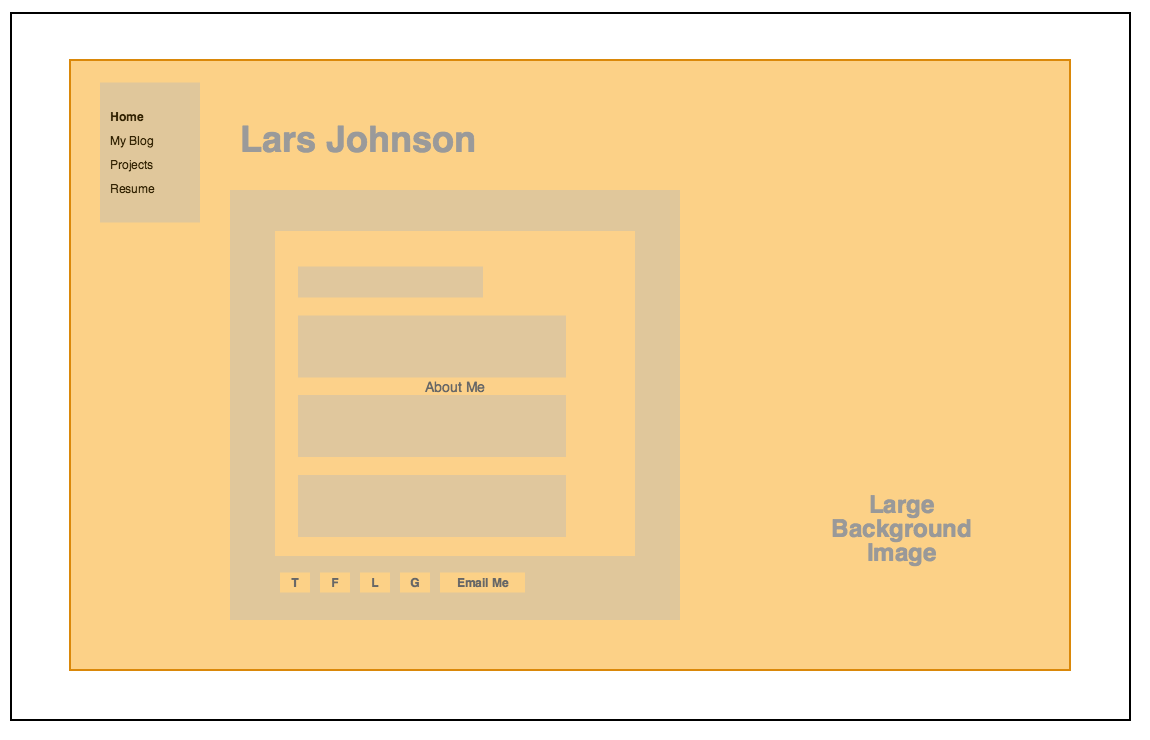 Home
My Blog
Projects
Resume
Lars Johnson
About Me
T F L G Email Me
Large
Background
Image